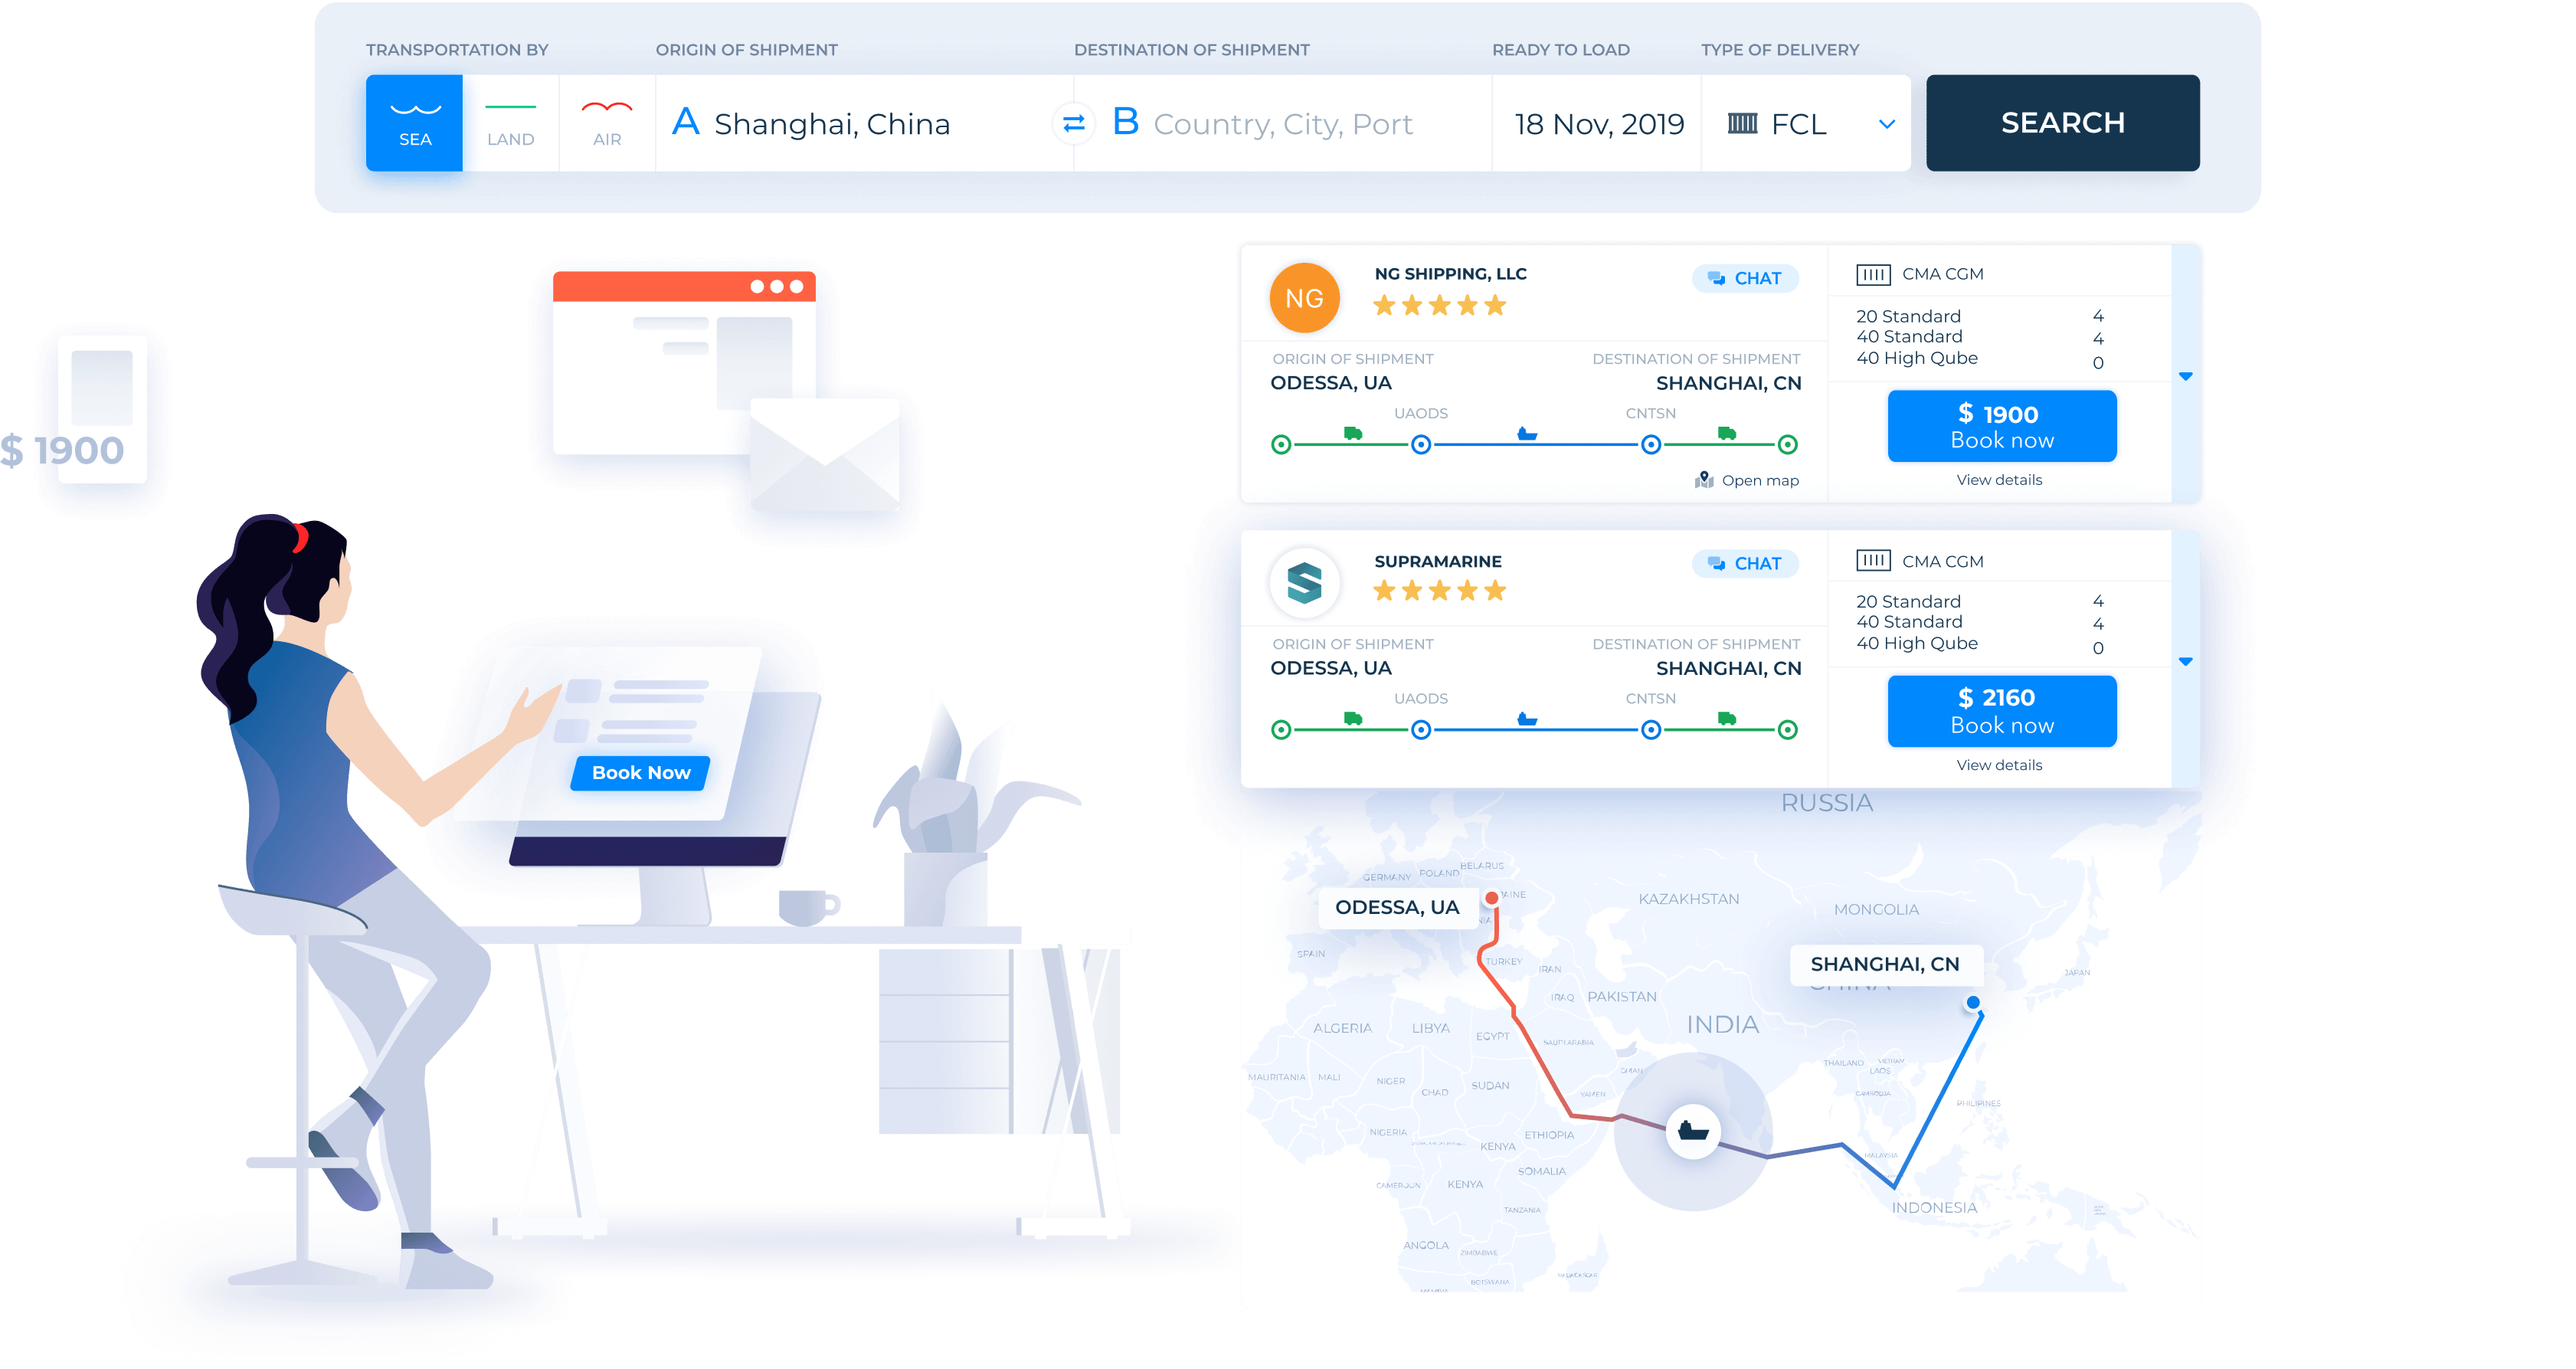 TRANSPORTATION BY
ORIGIN OF SHIPMENT
DESTINATION OF SHIPMENT
READY TO LOAD
TYPE OF DELIVERY
SEA
LAND
AIR
A Shanghai, China
B Country, City, Port
18 Nov, 2019
FCL
SEARCH
$ 1900
Book Now
NG
NG SHIPPING, LLC
CHAT
ORIGIN OF SHIPMENT
DESTINATION OF SHIPMENT
ODESSA, UA
SHANGHAI, CN
UAODS
CNTSN
Open map
CMA CGM
20 Standard 4
40 Standard 4
40 High Qube 0
$ 1900
Book now
View details
SUPRAMARINE
CHAT
ORIGIN OF SHIPMENT
DESTINATION OF SHIPMENT
ODESSA, UA
SHANGHAI, CN
UAODS
CNTSN
CMA CGM
20 Standard 4
40 Standard 4
40 High Qube 0
$ 2160
Book now
View details
RUSSIA
BELARUS
GERMANY
POLAND
ODESSA, UA
KAZAKHSTAN
MONGOLIA
SPAIN
TURKEY
IRAN
SHANGHAI, CN
CHINA
JAPAN
IRAQ
PAKISTAN
INDIA
ALGERIA
LIBYA
EGYPT
SAUDI ARABIA
MAURITANIA
MALI
NIGER
CHAD
SUDAN
OMAN
YAMEN
THAILAND
VIETNAM
LAOS
CAMBODIA
PHILIPINES
NIGERIA
ETHIOPIA
KENYA
SOMALIA
MALAYSIA
CAMEROUN
KENYA
TANZANIA
INDONESIA
ANGOLA
ZIMBABWE
BOTSWANA
MADAGASCAR